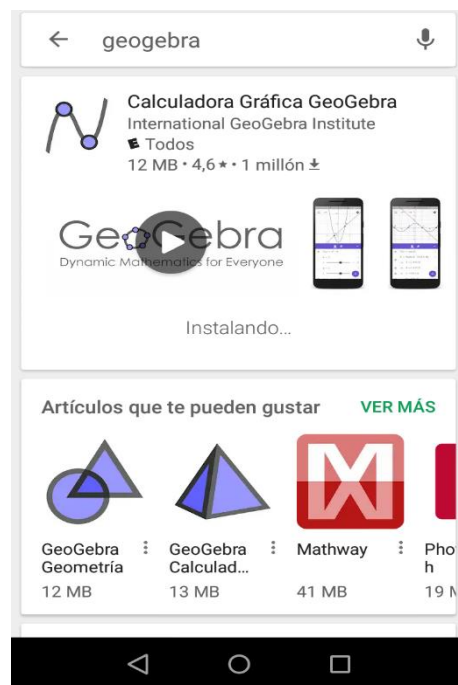 geogebra
Calculadora Gráfica GeoGebra
International GeoGebra Institute
E Todos
12 MB • 4,6 ★ • 1 millón
GeoGebra
Dynamic Mathematics for Everyone
Instalando...
Artículos que te pueden gustar VER MÁS
GeoGebra Geometría
GeoGebra Calculad...
Mathway
Pho
h
12 MB
13 MB
41 MB
19 M